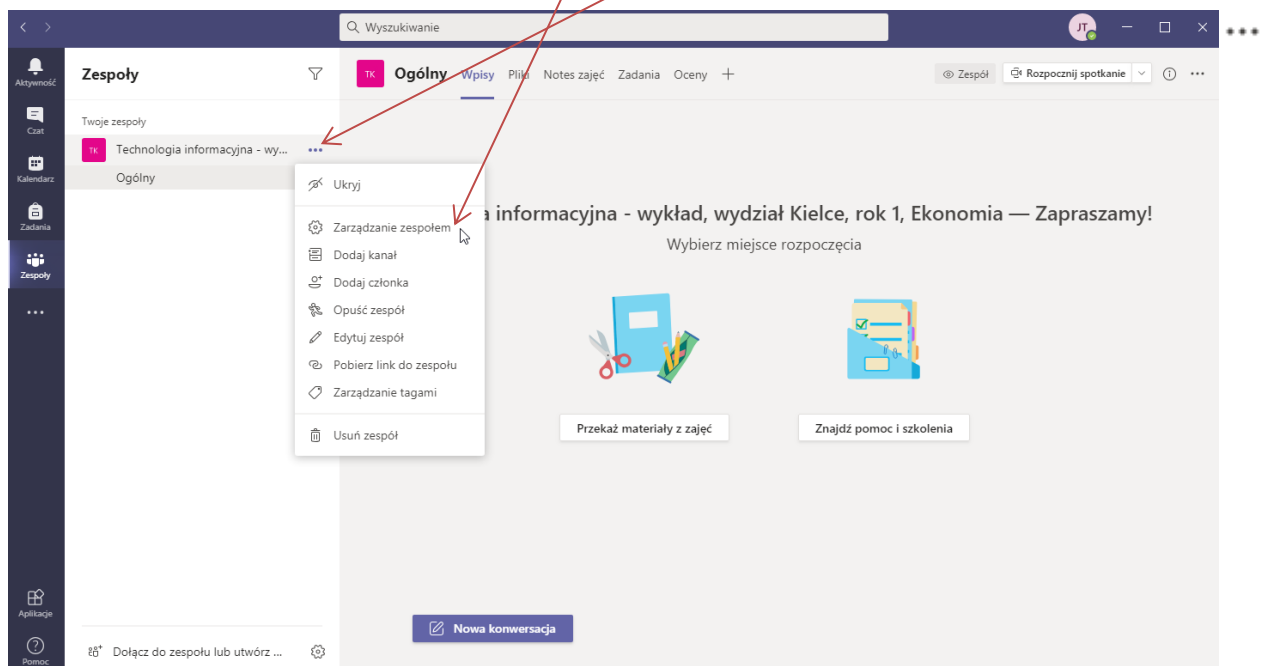 Wyszukiwanie
JT
Aktywność
Czat
Kalendarz
Zadania
Zespoły
Aplikacje
Pomoc
Zespoły
Twoje zespoły
TK Technologia informacyjna - wy...
Ogólny
Ukryj
Zarządzanie zespołem
Dodaj kanał
Dodaj członka
Opuść zespół
Edytuj zespół
Pobierz link do zespołu
Zarządzanie tagami
Usuń zespół
Dołącz do zespołu lub utwórz ...
TK Ogólny Wpisy Pliki Notes zajęć Zadania Oceny
Zespół Rozpocznij spotkanie
a informacyjna - wykład, wydział Kielce, rok 1, Ekonomia — Zapraszamy!
Wybierz miejsce rozpoczęcia
Przekaż materiały z zajęć
Znajdź pomoc i szkolenia
Nowa konwersacja